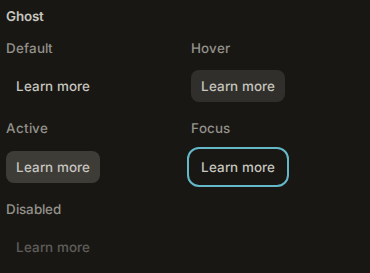 Ghost
Default
Hover
Learn more
Learn more
Active
Focus
Learn more
Learn more
Disabled
Learn more